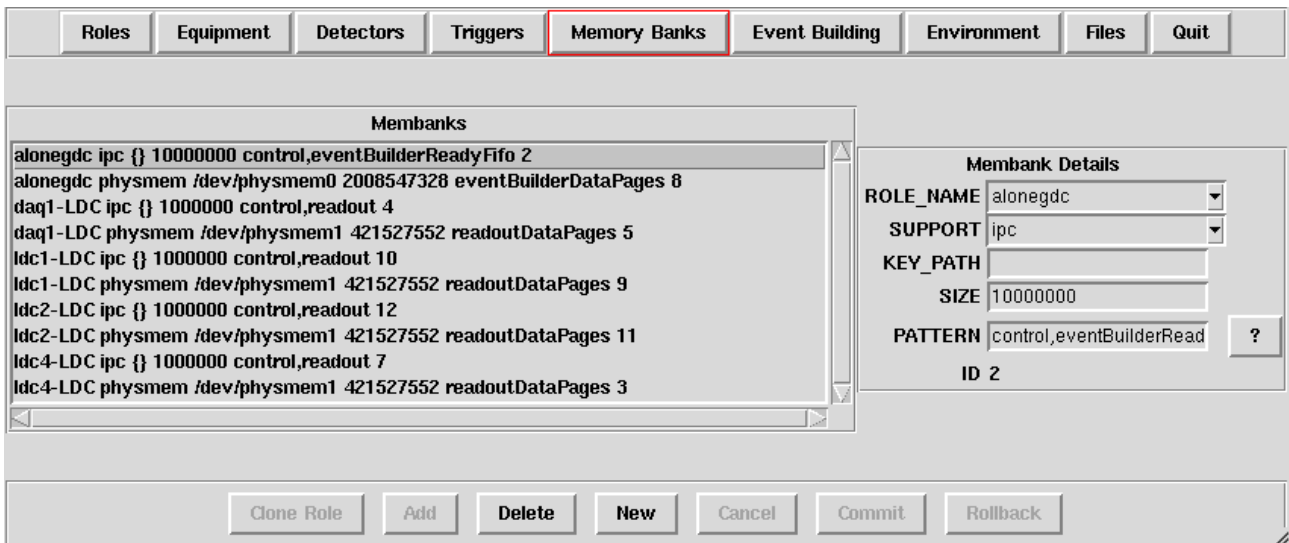 Roles Equipment Detectors Triggers Memory Banks Event Building Environment Files Quit
Membanks
alonegdc ipc {} 10000000 control,eventBuilderReadyFifo 2
alonegdc physmem /dev/physmem0 2008547328 eventBuilderDataPages 8
daq1-LDC ipc {} 1000000 control,readout 4
daq1-LDC physmem /dev/physmem1 421527552 readoutDataPages 5
ldc1-LDC ipc {} 1000000 control,readout 10
ldc1-LDC physmem /dev/physmem1 421527552 readoutDataPages 9
ldc2-LDC ipc {} 1000000 control,readout 12
ldc2-LDC physmem /dev/physmem1 421527552 readoutDataPages 11
ldc4-LDC ipc {} 1000000 control,readout 7
ldc4-LDC physmem /dev/physmem1 421527552 readoutDataPages 3
Membank Details
ROLE_NAME alonegdc
SUPPORT ipc
KEY_PATH
SIZE 10000000
PATTERN control,eventBuilderRead ?
ID 2
Clone Role Add Delete New Cancel Commit Rollback